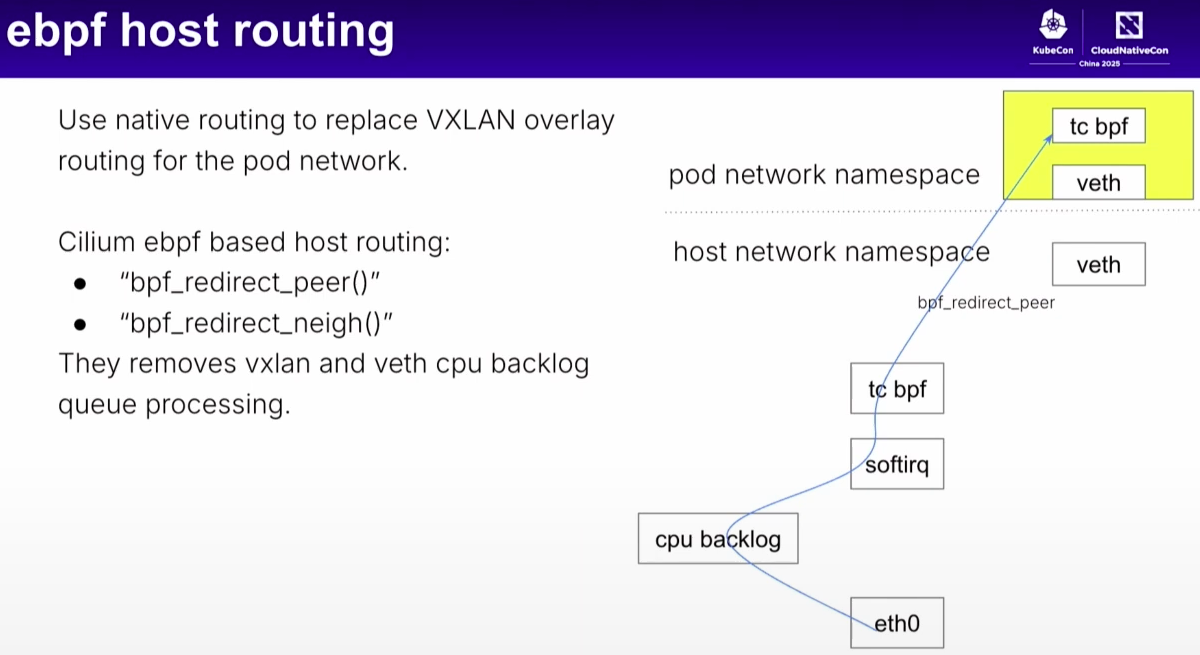 ebpf host routing
KubeCon
CloudNativeCon
China 2025
Use native routing to replace VXLAN overlay
routing for the pod network.
Cilium ebpf based host routing:
● “bpf_redirect_peer()”
● “bpf_redirect_neigh()”
They removes vxlan and veth cpu backlog
queue processing.
tc bpf
pod network namespace
veth
host network namespace
veth
bpf_redirect_peer
tc bpf
softirq
cpu backlog
eth0